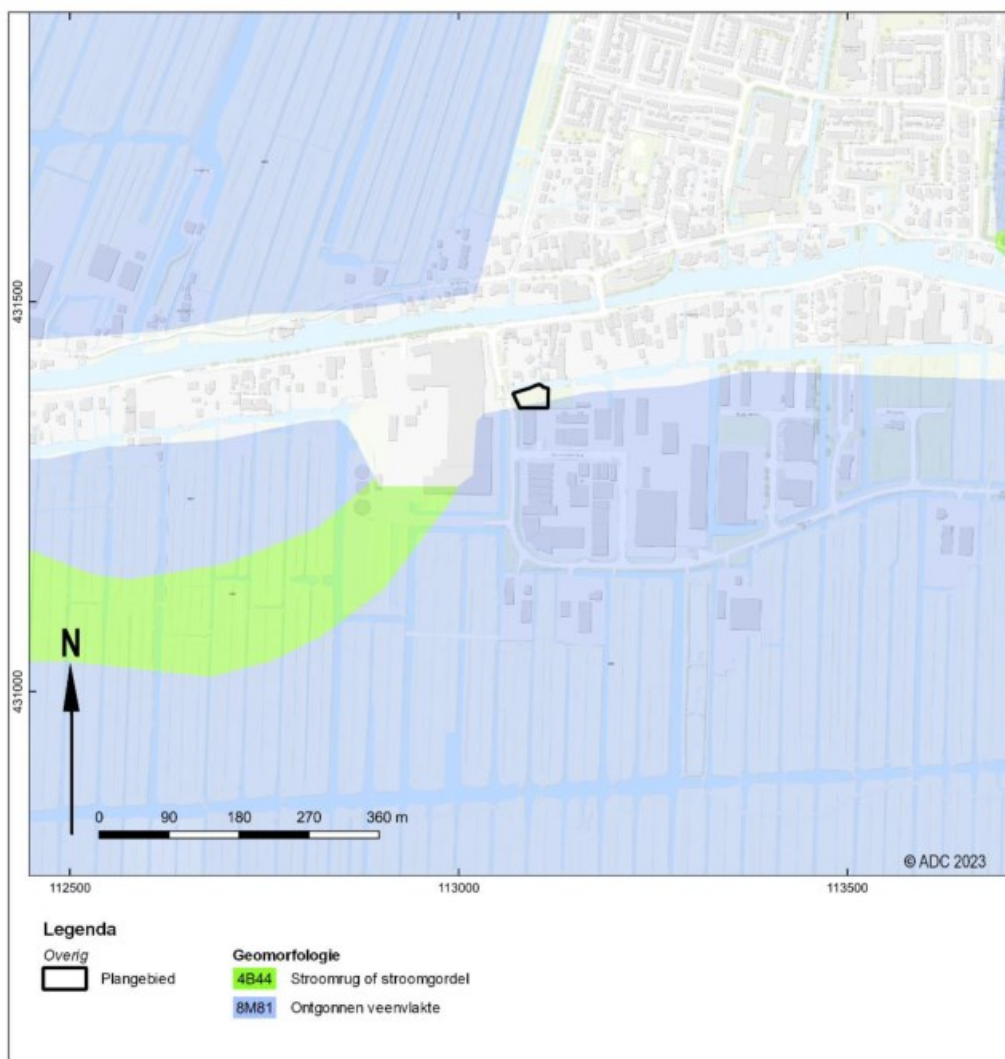 431500
431000
N
0 90 180 270 360 m
© ADC 2023
112500 113000 113500
Legenda
Overig Geomorfologie
Plangebied 4B44 Stroomrug of stroomgordel
8M81 Ontgonnen veenvlakte